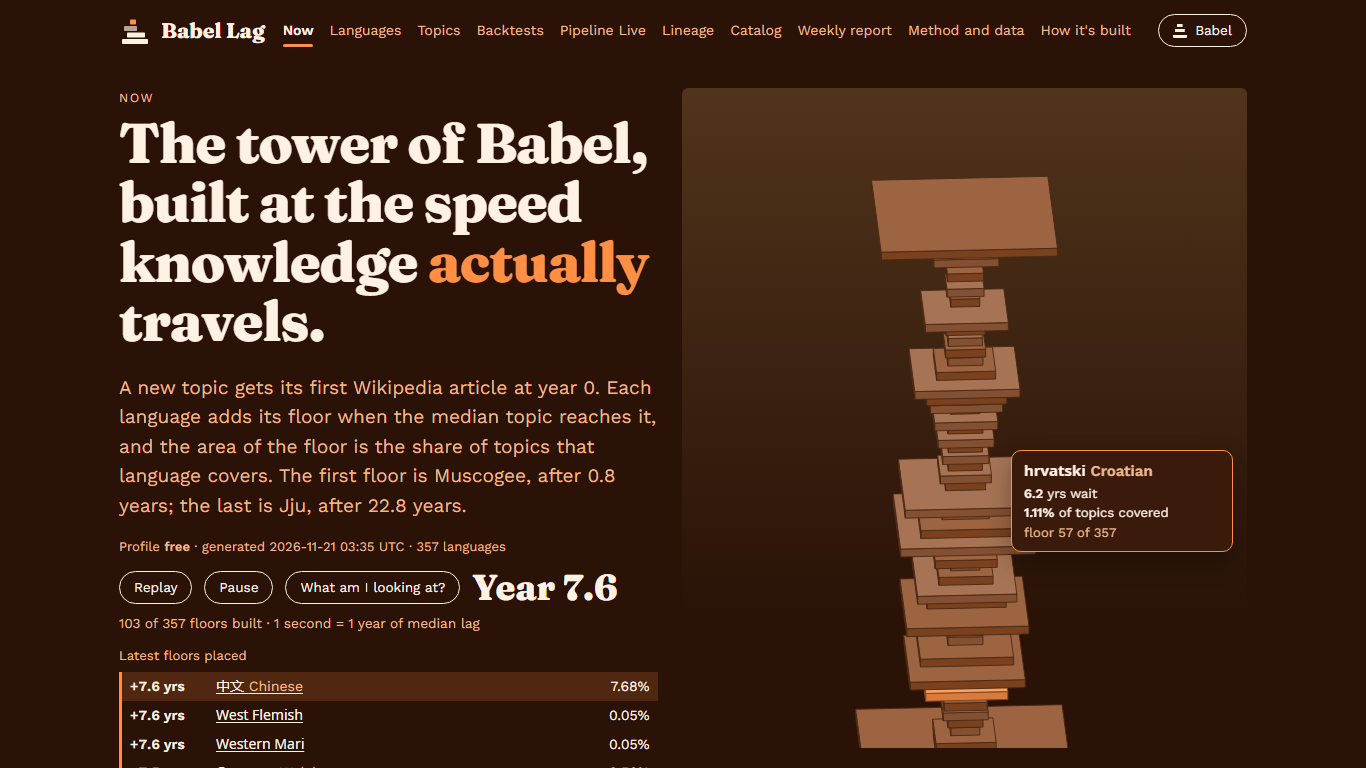 Babel Lag
Now
Languages
Topics
Backtests
Pipeline Live
Lineage
Catalog
Weekly report
Method and data
How it's built
Babel
NOW
The tower of Babel,
built at the speed
knowledge actually
travels.
A new topic gets its first Wikipedia article at year 0. Each
language adds its floor when the median topic reaches it,
and the area of the floor is the share of topics that
language covers. The first floor is Muscogee, after 0.8
years; the last is Jju, after 22.8 years.
Profile free · generated 2026-11-21 03:35 UTC · 357 languages
Replay
Pause
What am I looking at?
Year 7.6
103 of 357 floors built · 1 second = 1 year of median lag
Latest floors placed
+7.6 yrs 中文 Chinese 7.68%
+7.6 yrs West Flemish 0.05%
+7.6 yrs Western Mari 0.05%
hrvatski Croatian
6.2 yrs wait
1.11% of topics covered
floor 57 of 357